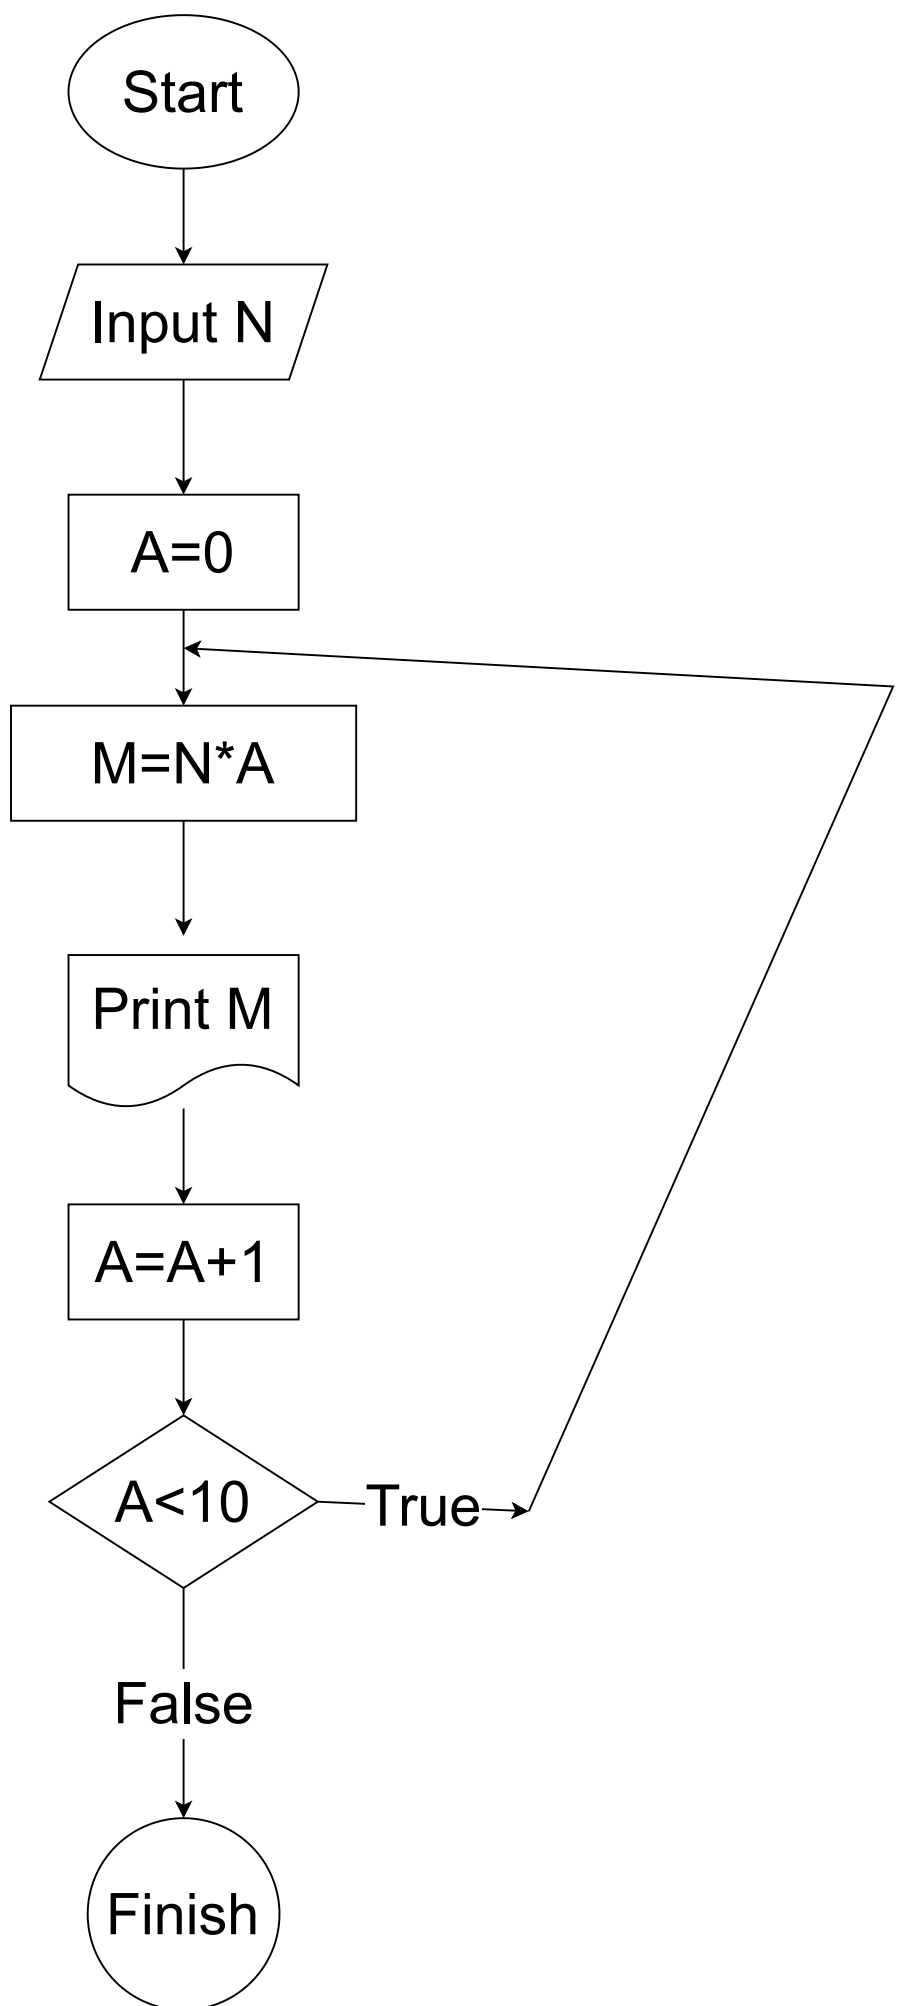 Start
Input N
A=0
M=N*A
Print M
A=A+1
A<10
True
False
Finish